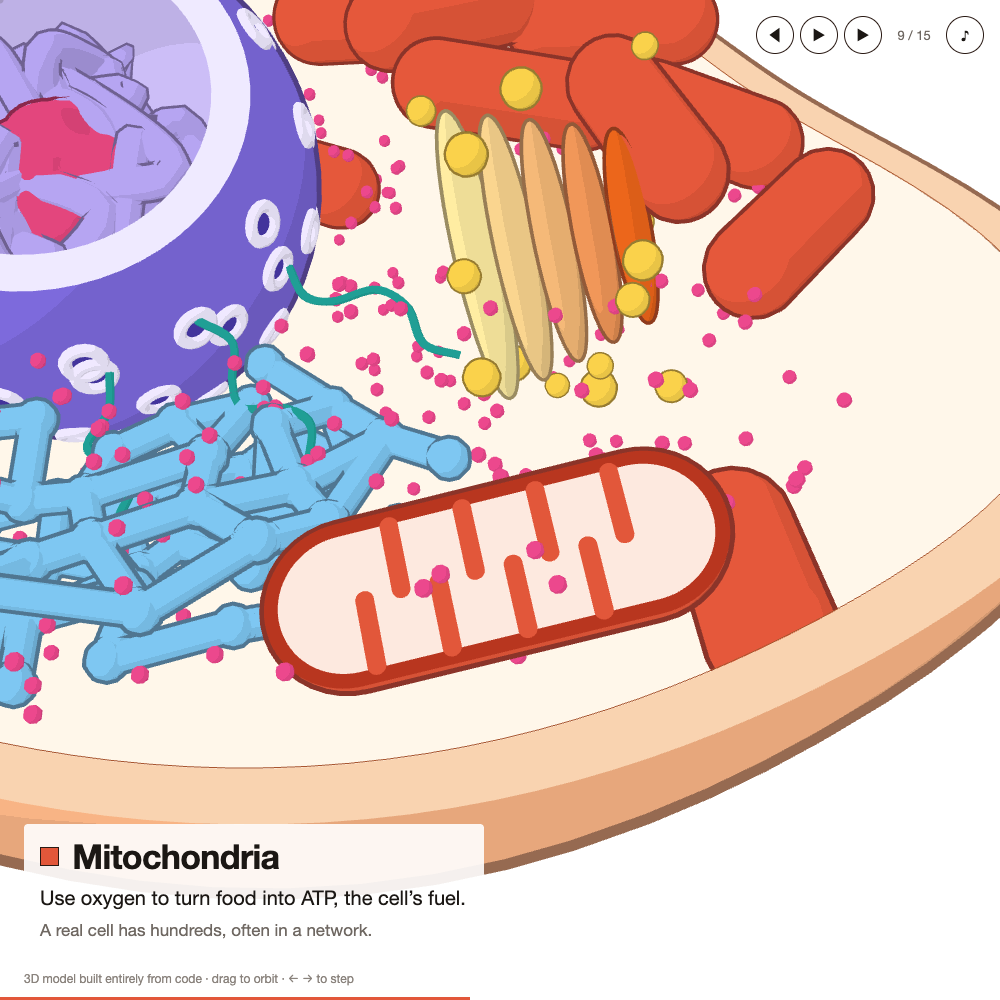 9 / 15
Mitochondria
Use oxygen to turn food into ATP, the cell’s fuel.
A real cell has hundreds, often in a network.
3D model built entirely from code · drag to orbit · ← → to step